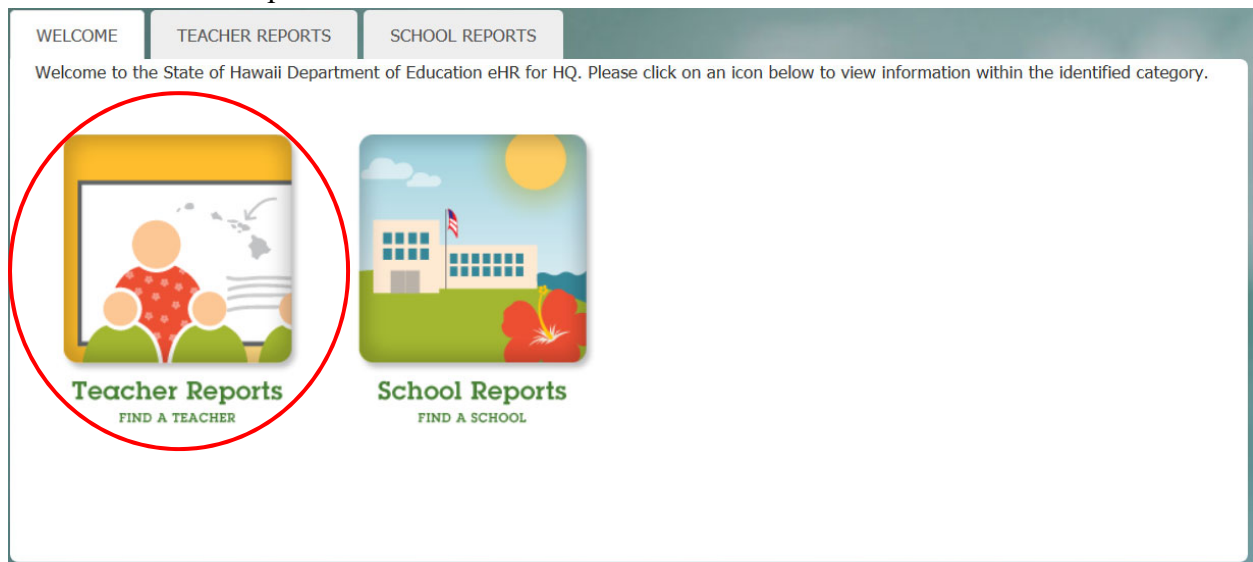 WELCOME TEACHER REPORTS SCHOOL REPORTS
Welcome to the State of Hawaii Department of Education eHR for HQ. Please click on an icon below to view information within the identified category.
Teacher Reports School Reports
FIND A TEACHER FIND A SCHOOL